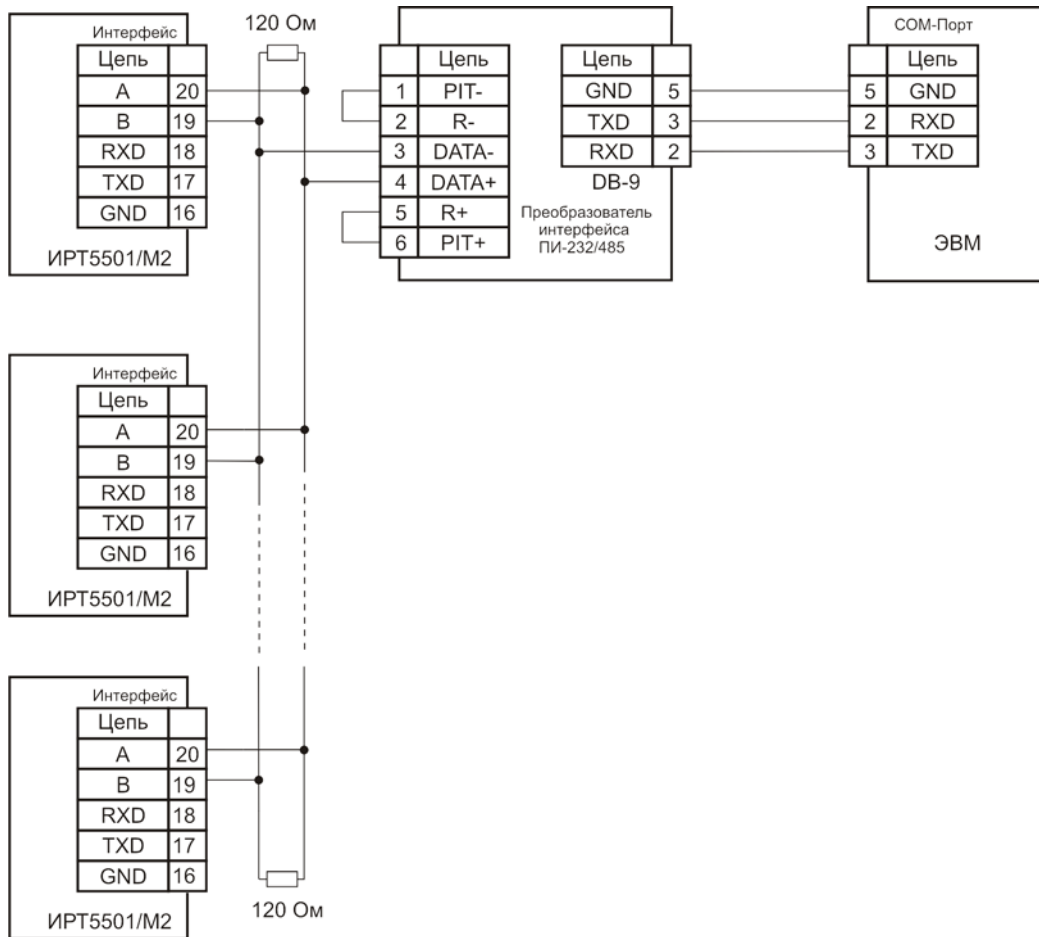 120 Ом
Интерфейс
Цепь
A 20
B 19
RXD 18
TXD 17
GND 16
ИРТ5501/М2
Цепь
1 PIT-
2 R-
3 DATA-
4 DATA+
5 R+
6 PIT+
Цепь
GND 5
TXD 3
RXD 2
DB-9
Преобразователь
интерфейса
ПИ-232/485
COM-Порт
Цепь
5 GND
2 RXD
3 TXD
ЭВМ
Интерфейс
Цепь
A 20
B 19
RXD 18
TXD 17
GND 16
ИРТ5501/М2
Интерфейс
Цепь
A 20
B 19
RXD 18
TXD 17
GND 16
ИРТ5501/М2
120 Ом